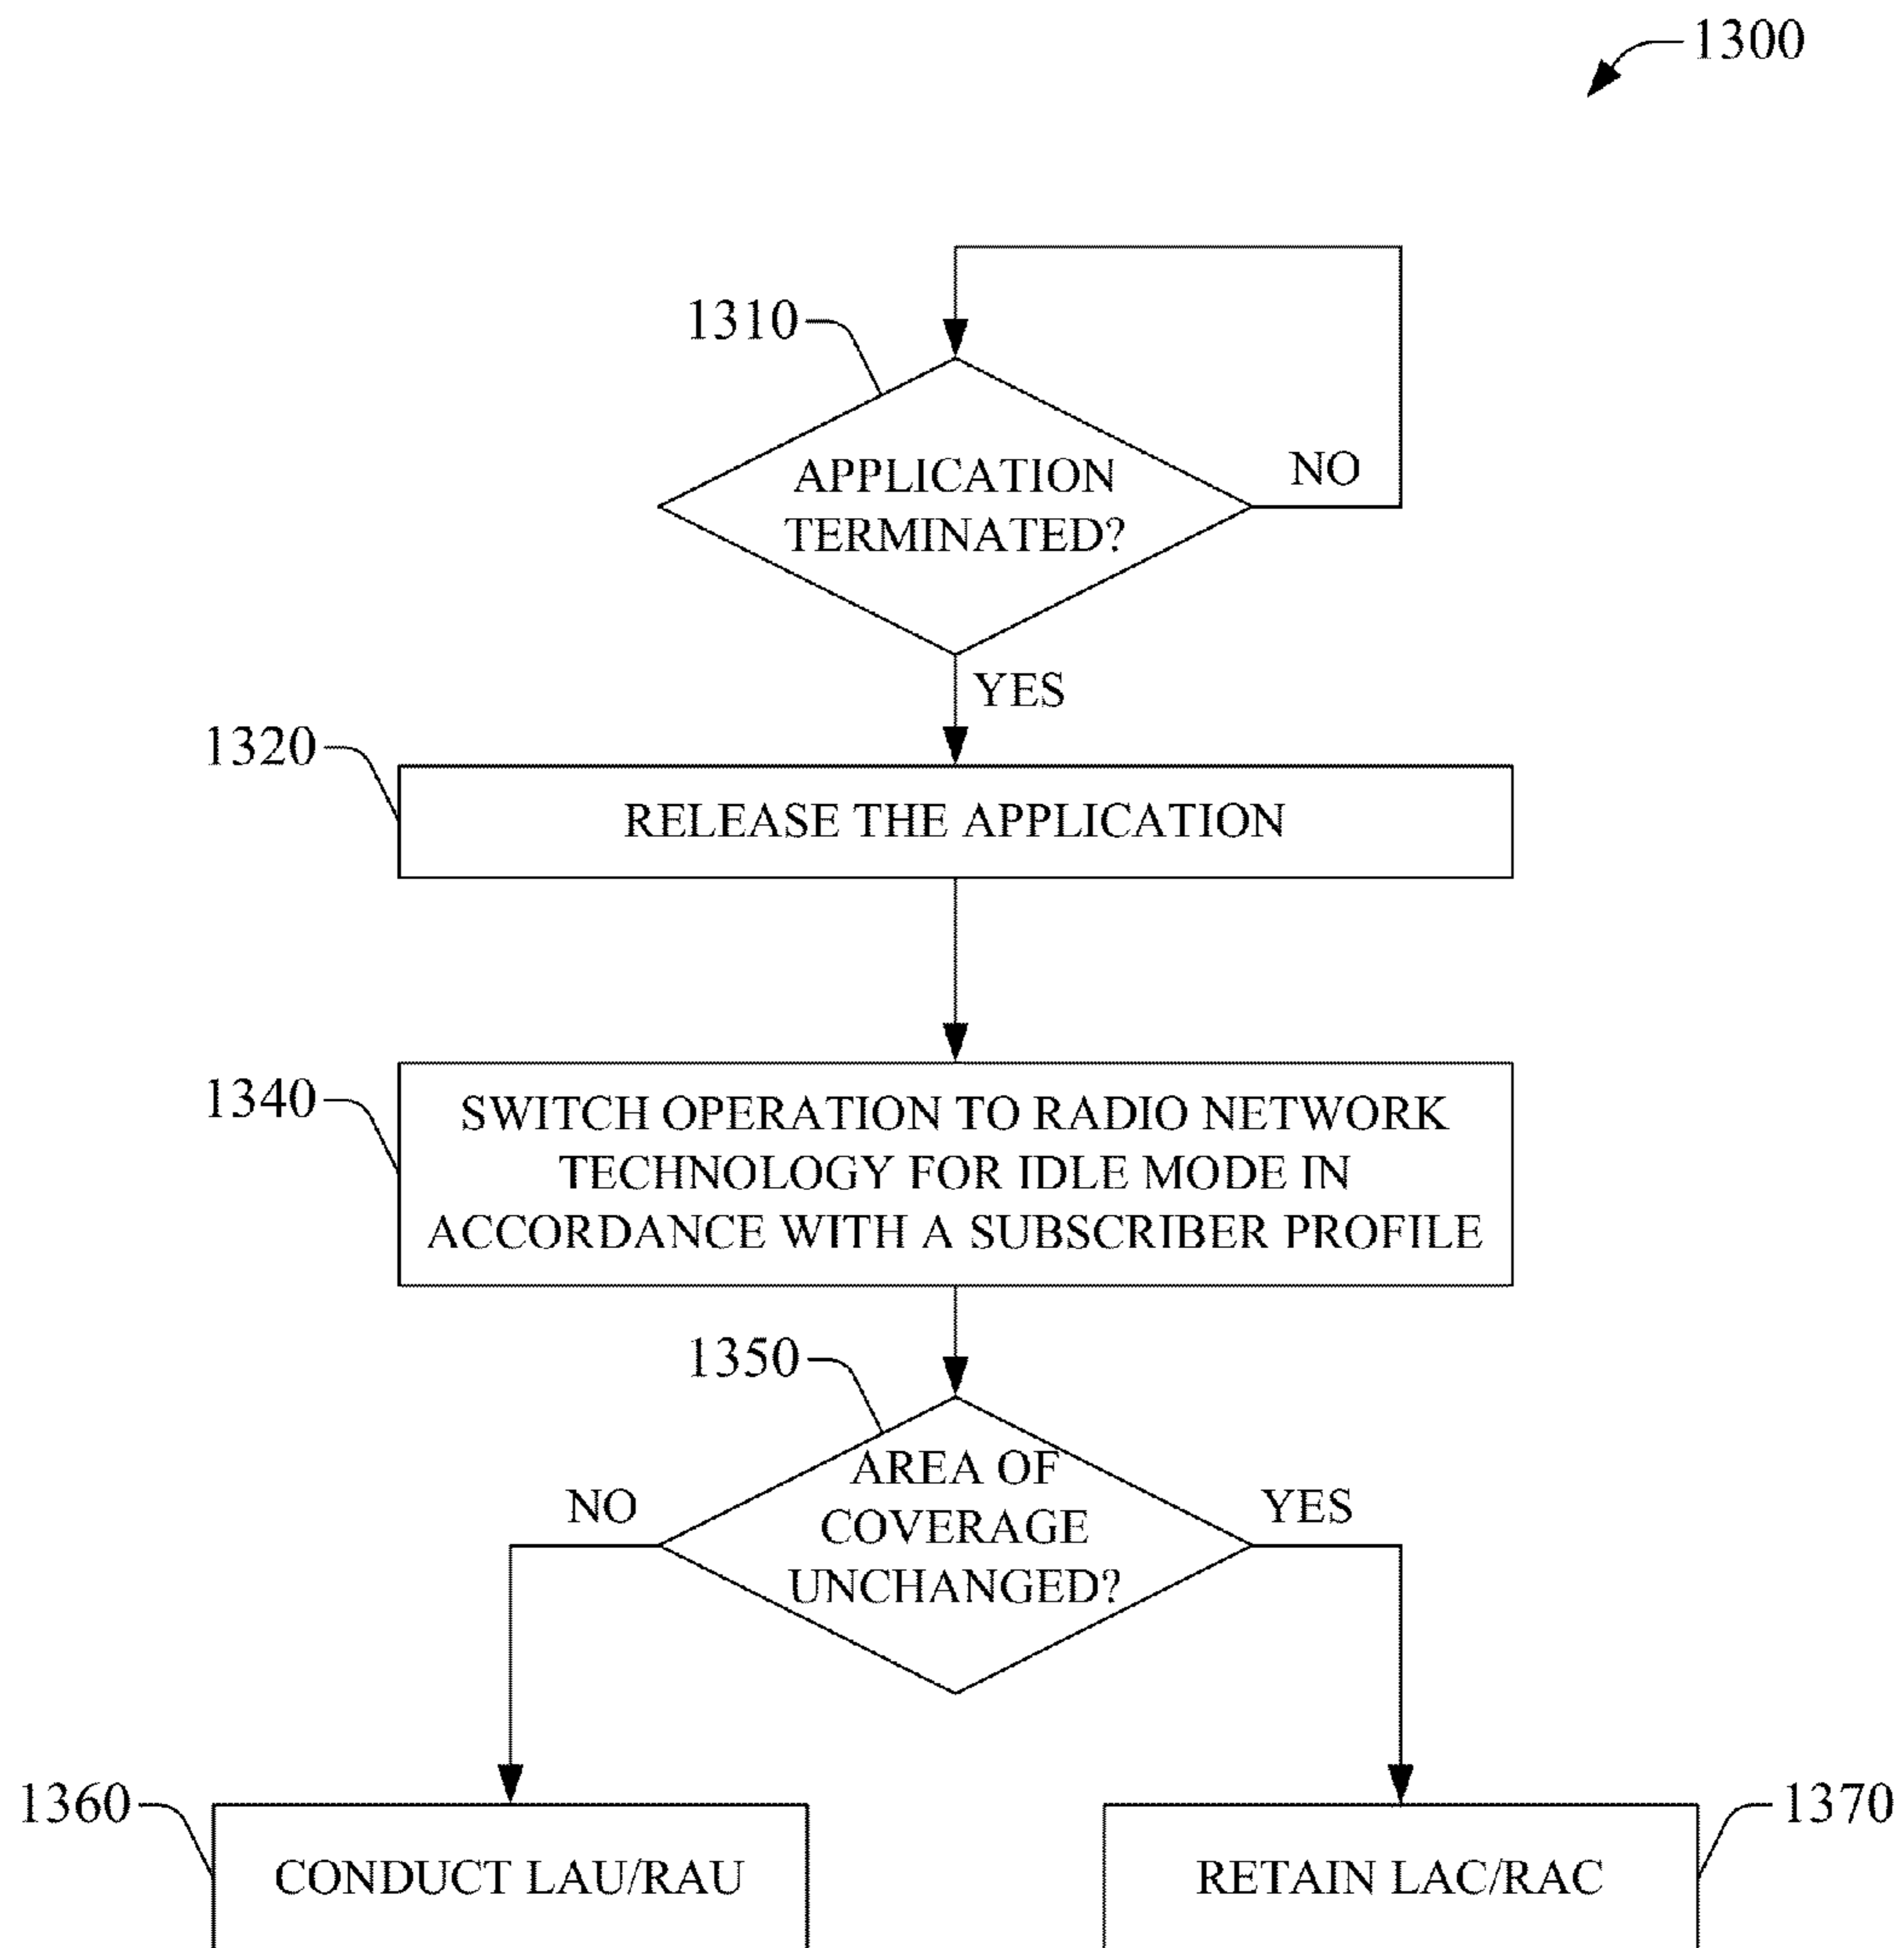 1300
1310
APPLICATION
TERMINATED?
NO
YES
1320
RELEASE THE APPLICATION
1340
SWITCH OPERATION TO RADIO NETWORK
TECHNOLOGY FOR IDLE MODE IN
ACCORDANCE WITH A SUBSCRIBER PROFILE
1350
AREA OF
COVERAGE
UNCHANGED?
NO
YES
1360
CONDUCT LAU/RAU
RETAIN LAC/RAC
1370